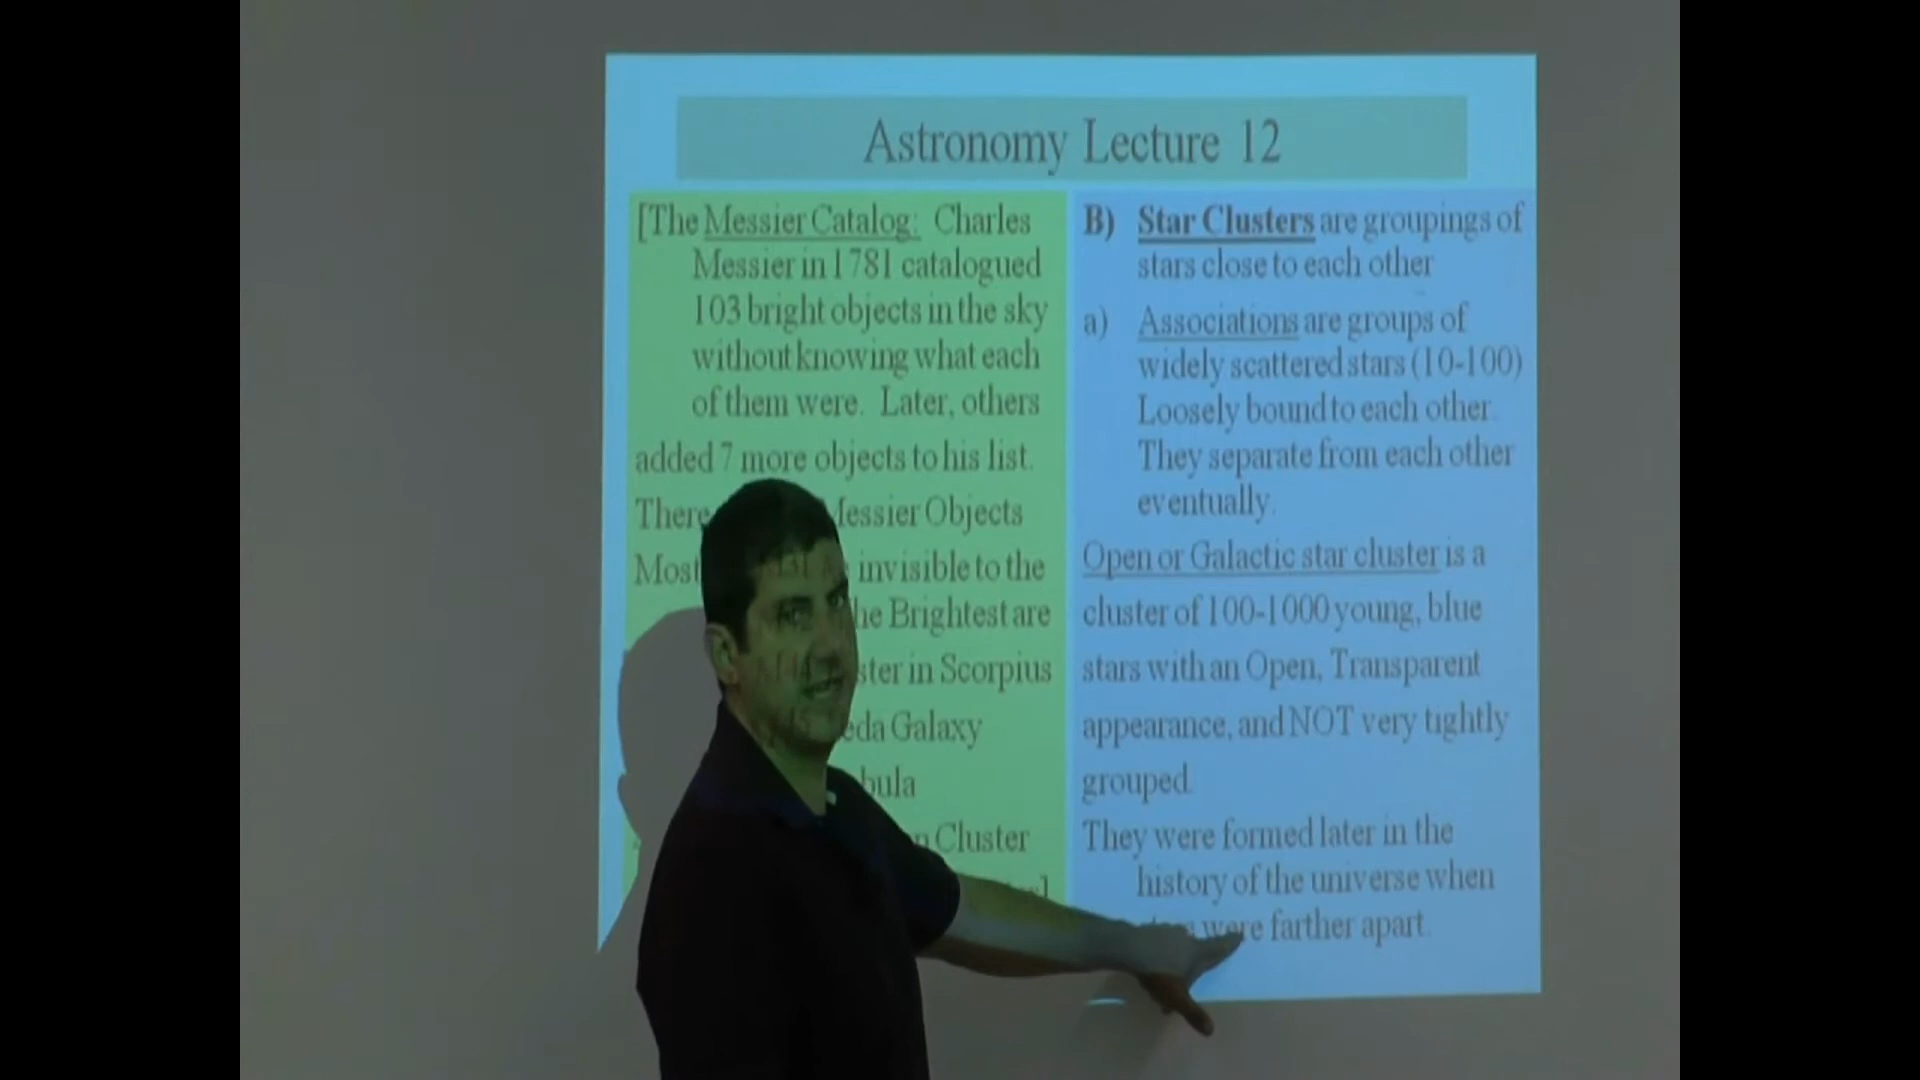 Astronomy Lecture 12
[The Messier Catalog: Charles
Messier in 1781 catalogued
103 bright objects in the sky
without knowing what each
of them were. Later, others
added 7 more objects to his list.
There Messier Objects
Most invisible to the
the Brightest are
in Scorpius
Galaxy
Cluster
B) Star Clusters are groupings of
stars close to each other
a) Associations are groups of
widely scattered stars (10-100)
Loosely bound to each other.
They separate from each other
eventually.
Open or Galactic star cluster is a
cluster of 100-1000 young, blue
stars with an Open, Transparent
appearance, and NOT very tightly
grouped.
They were formed later in the
history of the universe when
were farther apart.